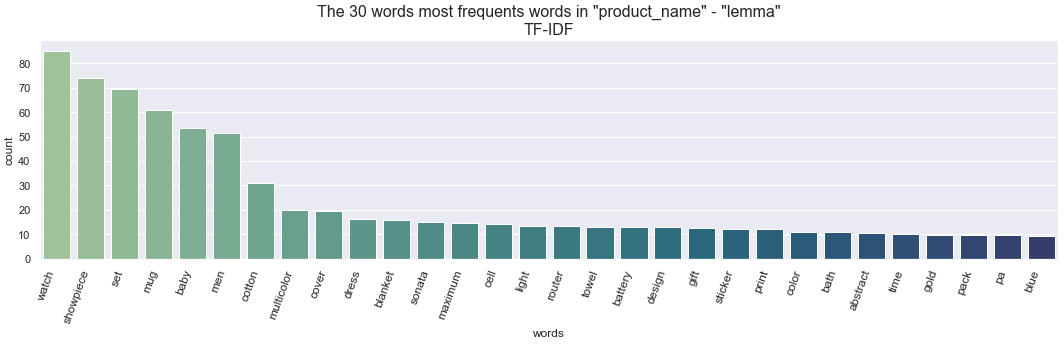 The 30 words most frequents words in "product_name" - "lemma"
TF-IDF
80
70
60
50
40
30
20
10
0
count
watch
showpiece
set
mug
baby
men
cotton
multicolor
cover
dress
blanket
sonata
maximum
cell
light
router
towel
battery
design
gift
sticker
print
color
bath
abstract
time
gold
pack
pa
blue
words